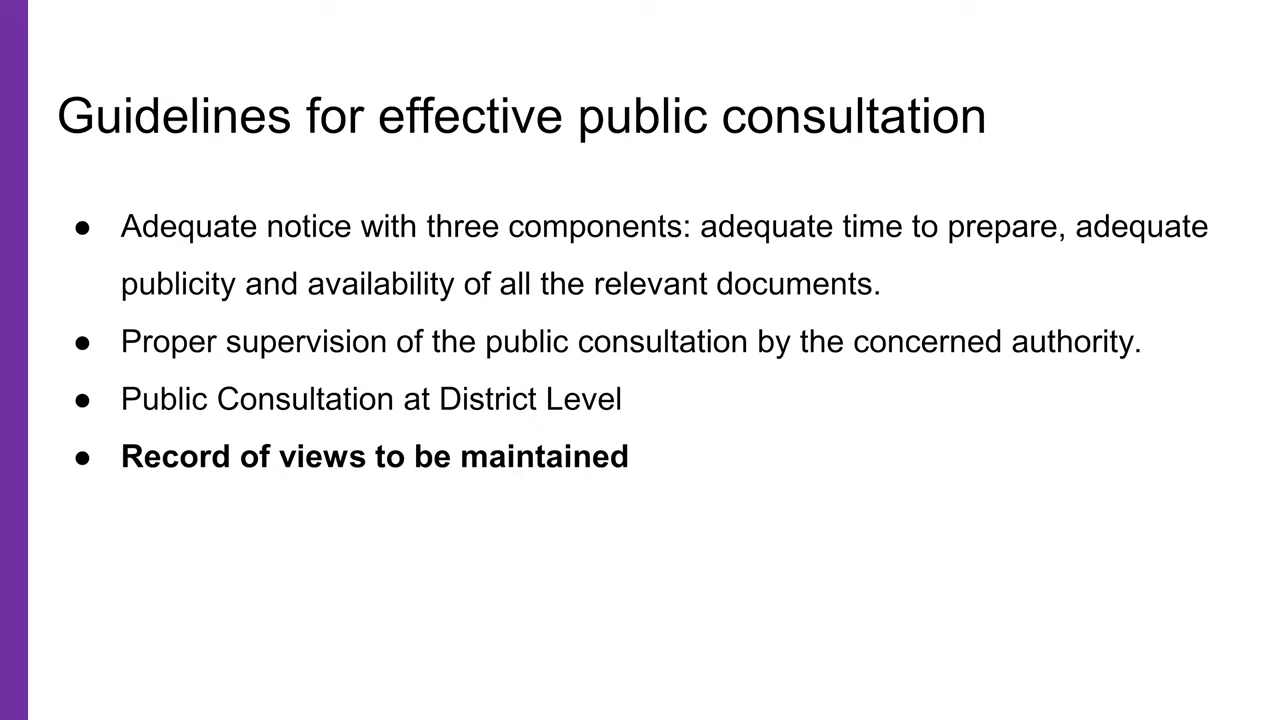 Guidelines for effective public consultation
● Adequate notice with three components: adequate time to prepare, adequate
publicity and availability of all the relevant documents.
● Proper supervision of the public consultation by the concerned authority.
● Public Consultation at District Level
● Record of views to be maintained